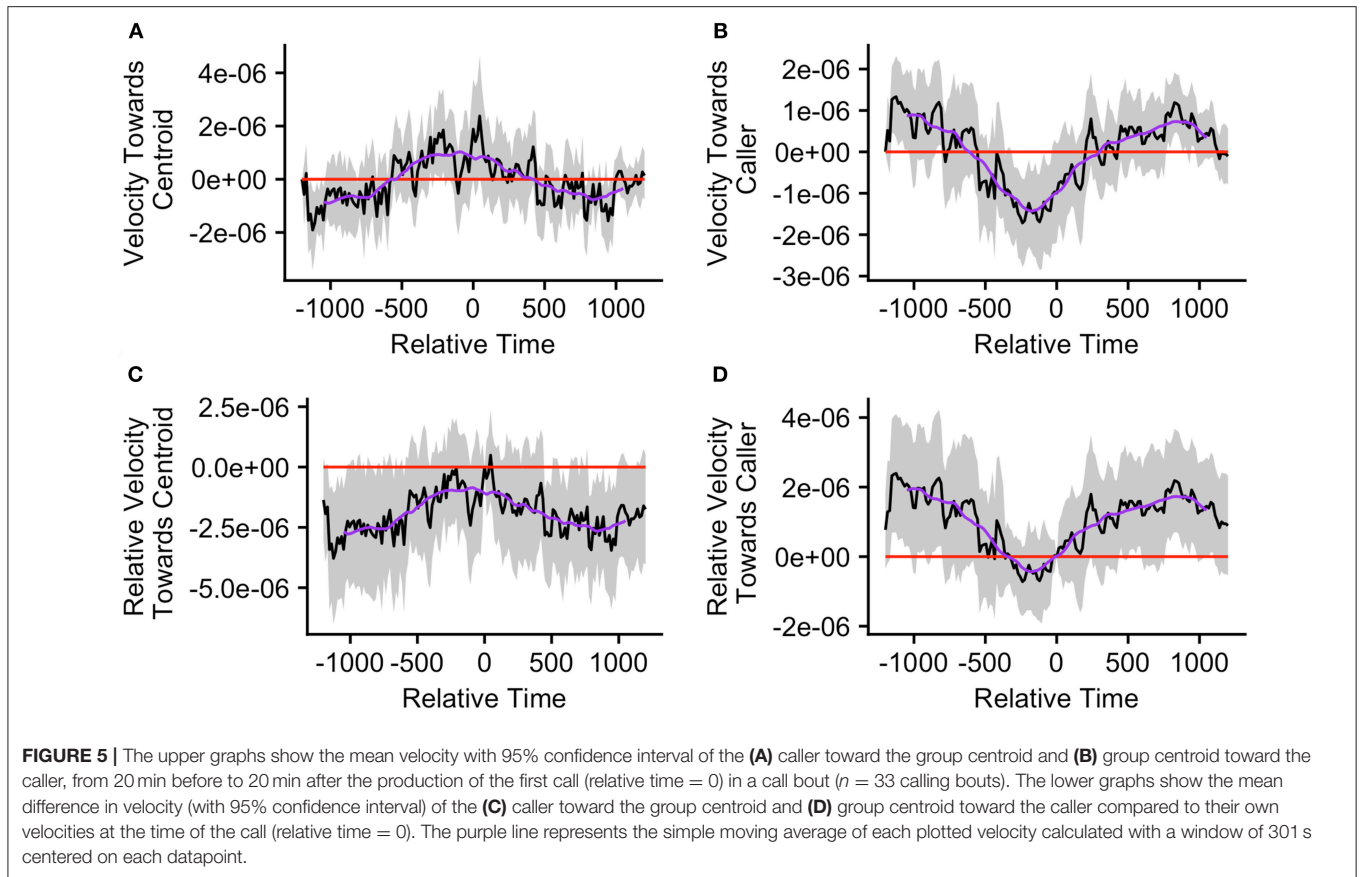 A
Velocity Towards
Centroid
4e-06
2e-06
0e+00
-2e-06
-1000 -500 0 500 1000
Relative Time
B
Velocity Towards
Caller
2e-06
1e-06
0e+00
-1e-06
-2e-06
-3e-06
-1000 -500 0 500 1000
Relative Time
C
Relative Velocity
Towards Centroid
2.5e-06
0.0e+00
-2.5e-06
-5.0e-06
-1000 -500 0 500 1000
Relative Time
D
Relative Velocity
Towards Caller
4e-06
2e-06
0e+00
-2e-06
-1000 -500 0 500 1000
Relative Time
FIGURE 5 | The upper graphs show the mean velocity with 95% confidence interval of the (A) caller toward the group centroid and (B) group centroid toward the
caller, from 20 min before to 20 min after the production of the first call (relative time = 0) in a call bout (n = 33 calling bouts). The lower graphs show the mean
difference in velocity (with 95% confidence interval) of the (C) caller toward the group centroid and (D) group centroid toward the caller compared to their own
velocities at the time of the call (relative time = 0). The purple line represents the simple moving average of each plotted velocity calculated with a window of 301 s
centered on each datapoint.